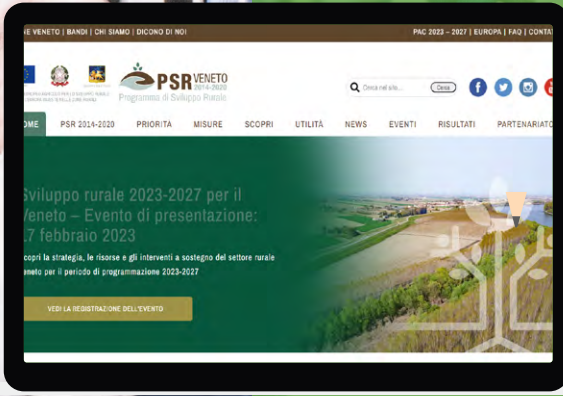 NE VENETO | BANDI | CHI SIAMO | DICONO DI NOI
PAC 2023 – 2027 | EUROPA | FAQ | CONTAT
PSR VENETO
2014-2020
Programma di Sviluppo Rurale
Cerca nel sito...
Cerca
OME PSR 2014-2020 PRIORITÀ MISURE SCOPRI UTILITÀ NEWS EVENTI RISULTATI PARTENARIATO
Sviluppo rurale 2023-2027 per il
Veneto – Evento di presentazione:
17 febbraio 2023
copri la strategia, le risorse e gli interventi a sostegno del settore rurale
veneto per il periodo di programmazione 2023-2027
VEDI LA REGISTRAZIONE DELL'EVENTO